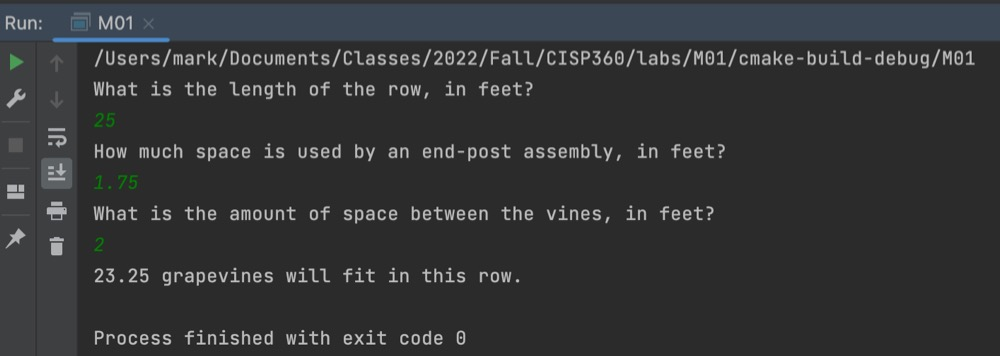 Run: M01
/Users/mark/Documents/Classes/2022/Fall/CISP360/labs/M01/cmake-build-debug/M01
What is the length of the row, in feet?
25
How much space is used by an end-post assembly, in feet?
1.75
What is the amount of space between the vines, in feet?
2
23.25 grapevines will fit in this row.
Process finished with exit code 0